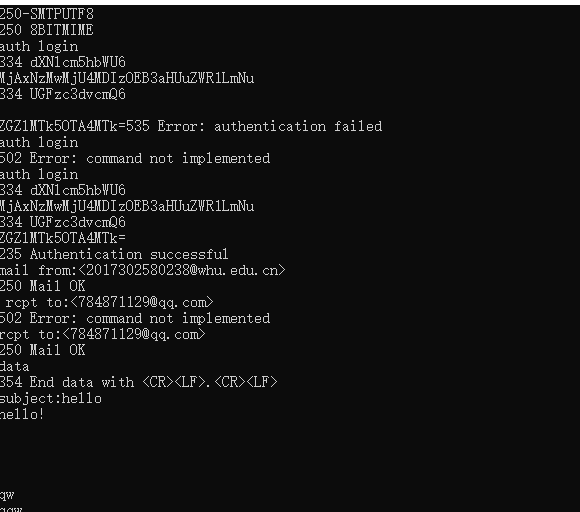 250-SMTPUTF8
250 8BITMIME
auth login
334 dXNlcm5hbWU6
MjAxNzMwMjU4MDIzOEB3aHUuZWR1LmNu
334 UGFzc3dvcmQ6
ZGZ1MTk5OTA4MTk=535 Error: authentication failed
auth login
502 Error: command not implemented
auth login
334 dXNlcm5hbWU6
MjAxNzMwMjU4MDIzOEB3aHUuZWR1LmNu
334 UGFzc3dvcmQ6
ZGZ1MTk5OTA4MTk=
235 Authentication successful
mail from:<2017302580238@whu.edu.cn>
250 Mail OK
rcpt to:<784871129@qq.com>
502 Error: command not implemented
rcpt to:<784871129@qq.com>
250 Mail OK
data
354 End data with <CR><LF>.<CR><LF>
subject:hello
hello!
qw